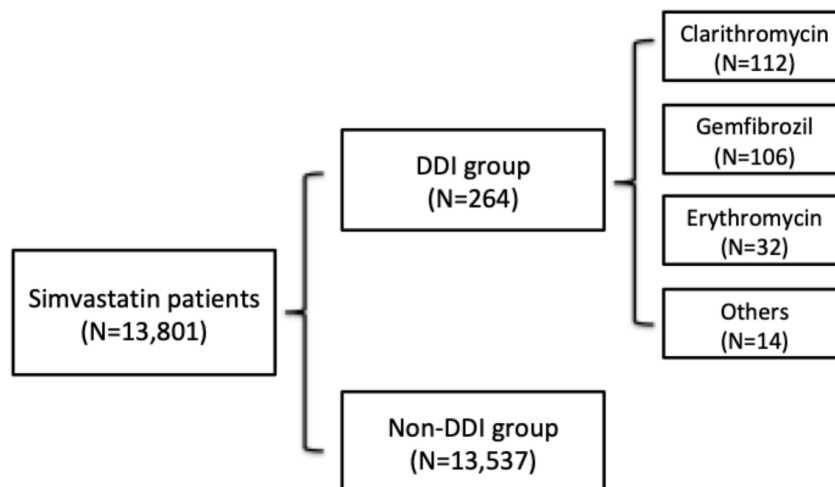 Simvastatin patients
(N=13,801)
DDI group
(N=264)
Non-DDI group
(N=13,537)
Clarithromycin
(N=112)
Gemfibrozil
(N=106)
Erythromycin
(N=32)
Others
(N=14)